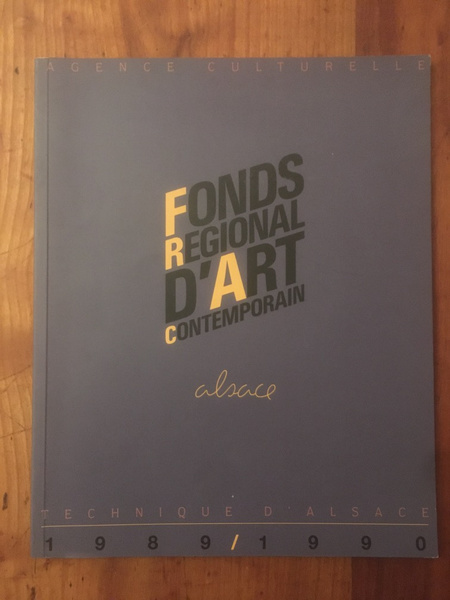 AGENCE CULTURELLE
FONDS
REGIONAL
D'ART
CONTEMPORAIN
alsace
TECHNIQUE D'ALSACE
1989/1990